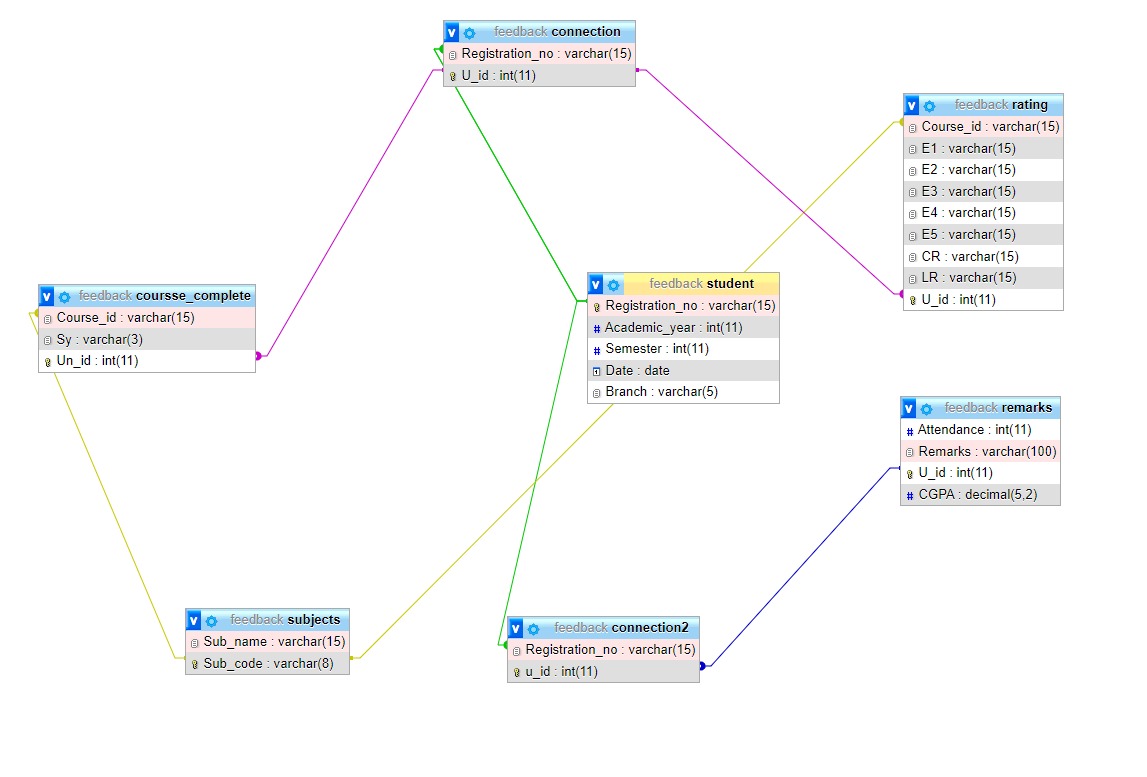 feedback connection
Registration_no : varchar(15)
U_id : int(11)
feedback rating
Course_id : varchar(15)
E1 : varchar(15)
E2 : varchar(15)
E3 : varchar(15)
E4 : varchar(15)
E5 : varchar(15)
CR : varchar(15)
LR : varchar(15)
U_id : int(11)
feedback coursse_complete
Course_id : varchar(15)
Sy : varchar(3)
Un_id : int(11)
feedback student
Registration_no : varchar(15)
# Academic_year : int(11)
# Semester : int(11)
Date : date
Branch : varchar(5)
feedback remarks
# Attendance : int(11)
Remarks : varchar(100)
U_id : int(11)
# CGPA : decimal(5,2)
feedback subjects
Sub_name : varchar(15)
Sub_code : varchar(8)
feedback connection2
Registration_no : varchar(15)
u_id : int(11)